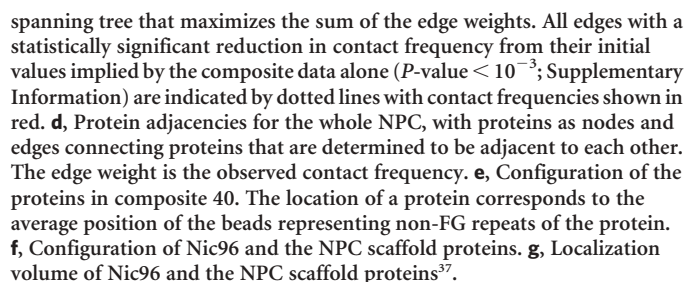 spanning tree that maximizes the sum of the edge weights. All edges with a
statistically significant reduction in contact frequency from their initial
values implied by the composite data alone (P-value < 10⁻³; Supplementary
Information) are indicated by dotted lines with contact frequencies shown in
red. d, Protein adjacencies for the whole NPC, with proteins as nodes and
edges connecting proteins that are determined to be adjacent to each other.
The edge weight is the observed contact frequency. e, Configuration of the
proteins in composite 40. The location of a protein corresponds to the
average position of the beads representing non-FG repeats of the protein.
f, Configuration of Nic96 and the NPC scaffold proteins. g, Localization
volume of Nic96 and the NPC scaffold proteins³⁷.